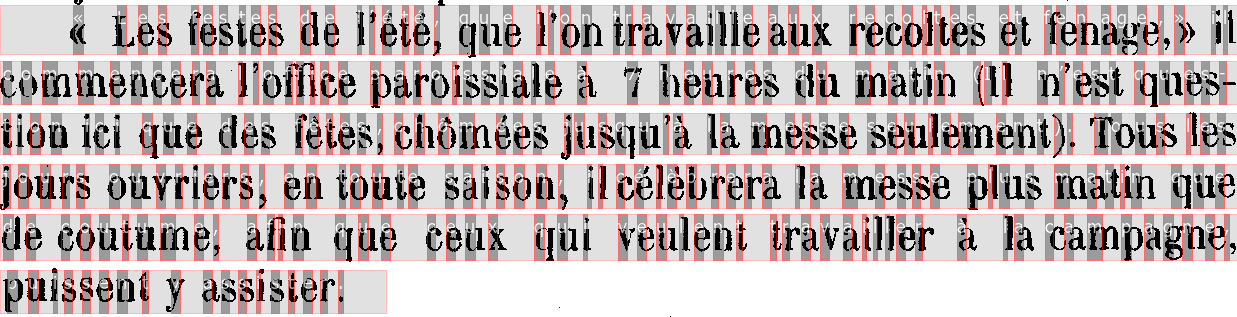 « Les festes de l'été, que l'on travaille aux recoltes et fenage,» il
commencera l'office paroissiale à 7 heures du matin (il n'est ques-
tion ici que des fêtes, chômées jusqu'à la messe seulement). Tous les
jours ouvriers, en toute saison, il célèbrera la messe plus matin que
de coutume, afin que ceux qui veulent travailler à la campagne,
puissent y assister.